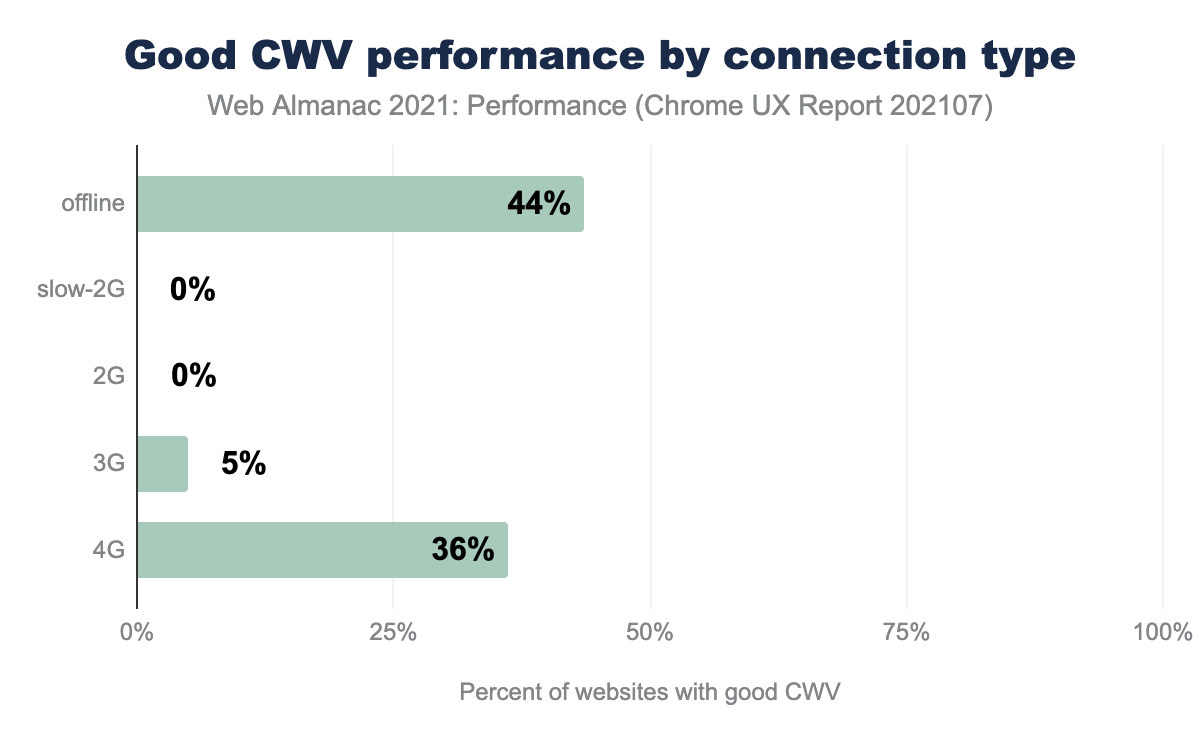 Good CWV performance by connection type
Web Almanac 2021: Performance (Chrome UX Report 202107)
offline
44%
slow-2G
0%
2G
0%
3G
5%
4G
36%
0%
25%
50%
75%
100%
Percent of websites with good CWV